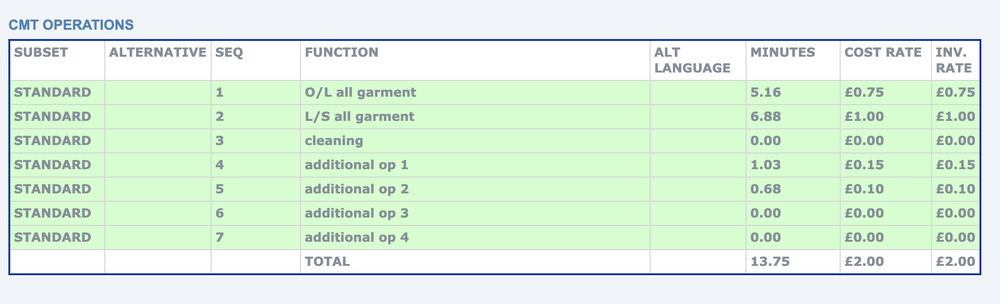 CMT OPERATIONS
SUBSET ALTERNATIVE SEQ FUNCTION ALT LANGUAGE MINUTES COST RATE INV. RATE
STANDARD 1 O/L all garment 5.16 £0.75 £0.75
STANDARD 2 L/S all garment 6.88 £1.00 £1.00
STANDARD 3 cleaning 0.00 £0.00 £0.00
STANDARD 4 additional op 1 1.03 £0.15 £0.15
STANDARD 5 additional op 2 0.68 £0.10 £0.10
STANDARD 6 additional op 3 0.00 £0.00 £0.00
STANDARD 7 additional op 4 0.00 £0.00 £0.00
TOTAL 13.75 £2.00 £2.00